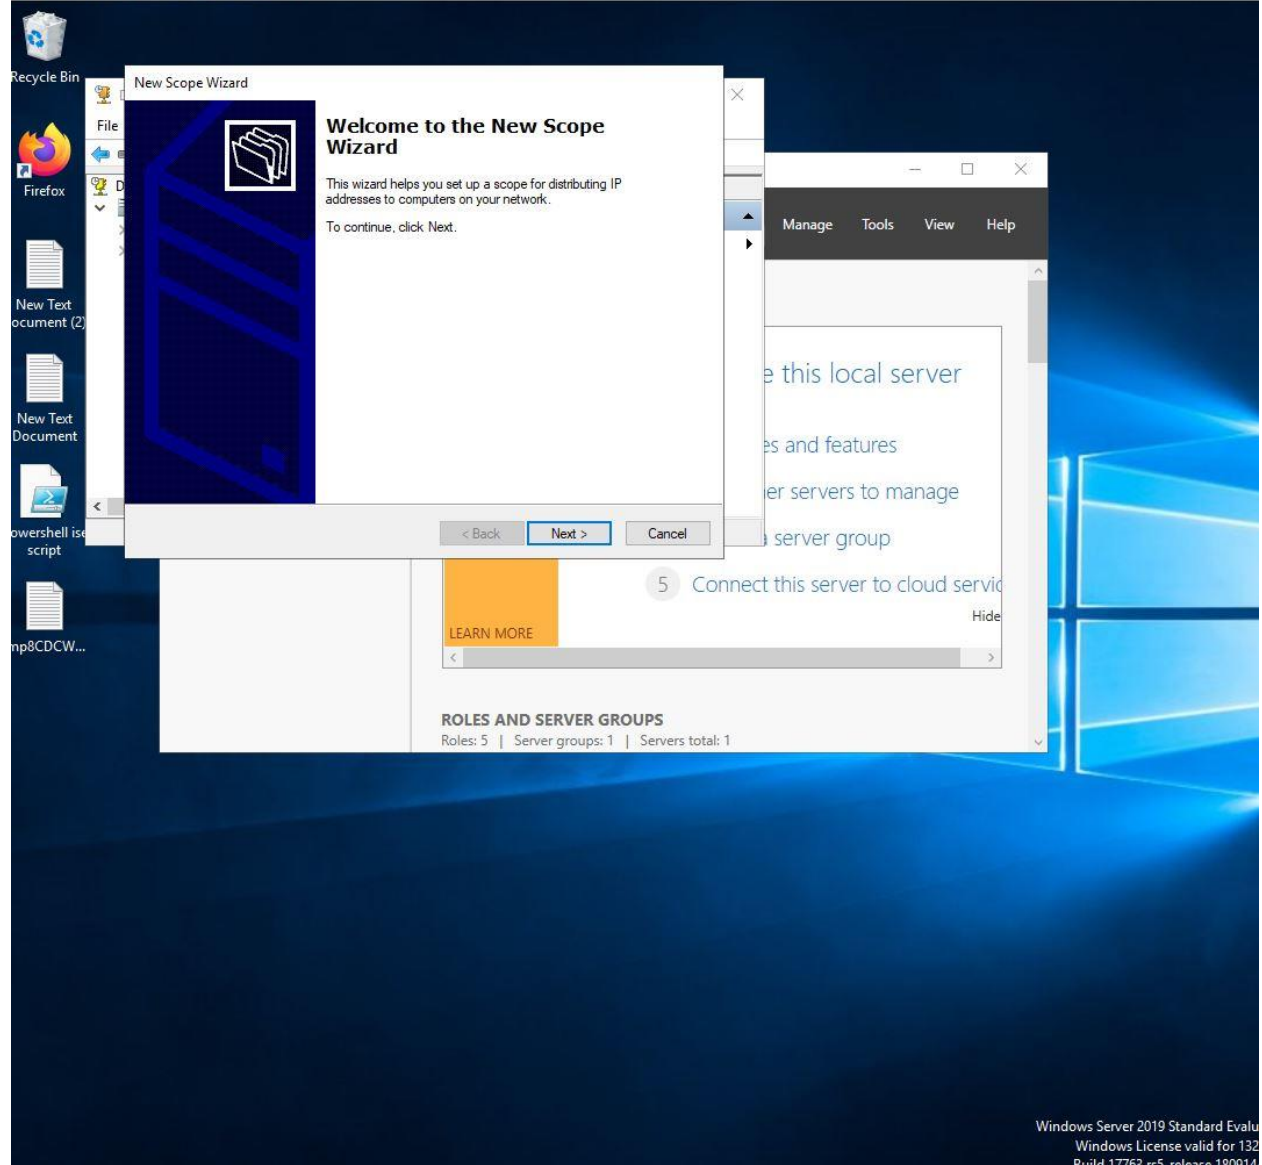 Recycle Bin
Firefox
New Text
ocument (2)
New Text
Document
owershell ise
script
mp8CDCW...
New Scope Wizard
File
D
Welcome to the New Scope
Wizard
This wizard helps you set up a scope for distributing IP
addresses to computers on your network.
To continue, click Next.
< Back
Next >
Cancel
Manage Tools View Help
e this local server
es and features
er servers to manage
a server group
5 Connect this server to cloud servic
Hide
LEARN MORE
ROLES AND SERVER GROUPS
Roles: 5 | Server groups: 1 | Servers total: 1
Windows Server 2019 Standard Evalu
Windows License valid for 132
Build 17763.rs5_release.180914